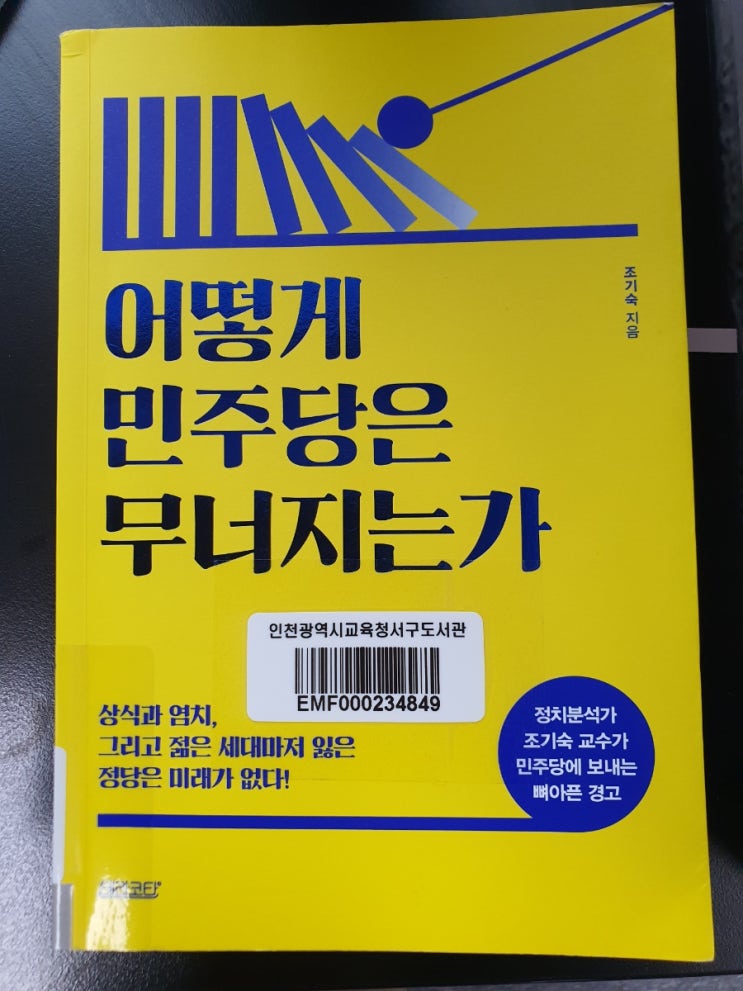 조기숙 지음
어떻게
민주당은
무너지는가
인천광역시교육청서구도서관
EMF000234849
상식과 염치,
그리고 젊은 세대마저 잃은
정당은 미래가 없다!
정치분석가
조기숙 교수가
민주당에 보내는
뼈아픈 경고